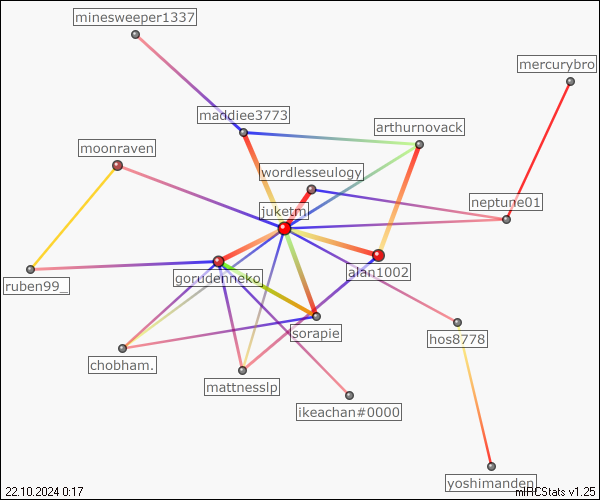 minesweeper1337
mercurybro
maddiee3773
arthurnovack
moonraven
wordlesseulogy
neptune01
juketm
gorudenneko
alan1002
ruben99_
sorapie
hos8778
chobham.
mattnesslp
ikeachan#0000
yoshimanden
22.10.2024 0:17
mIRCStats v1.25